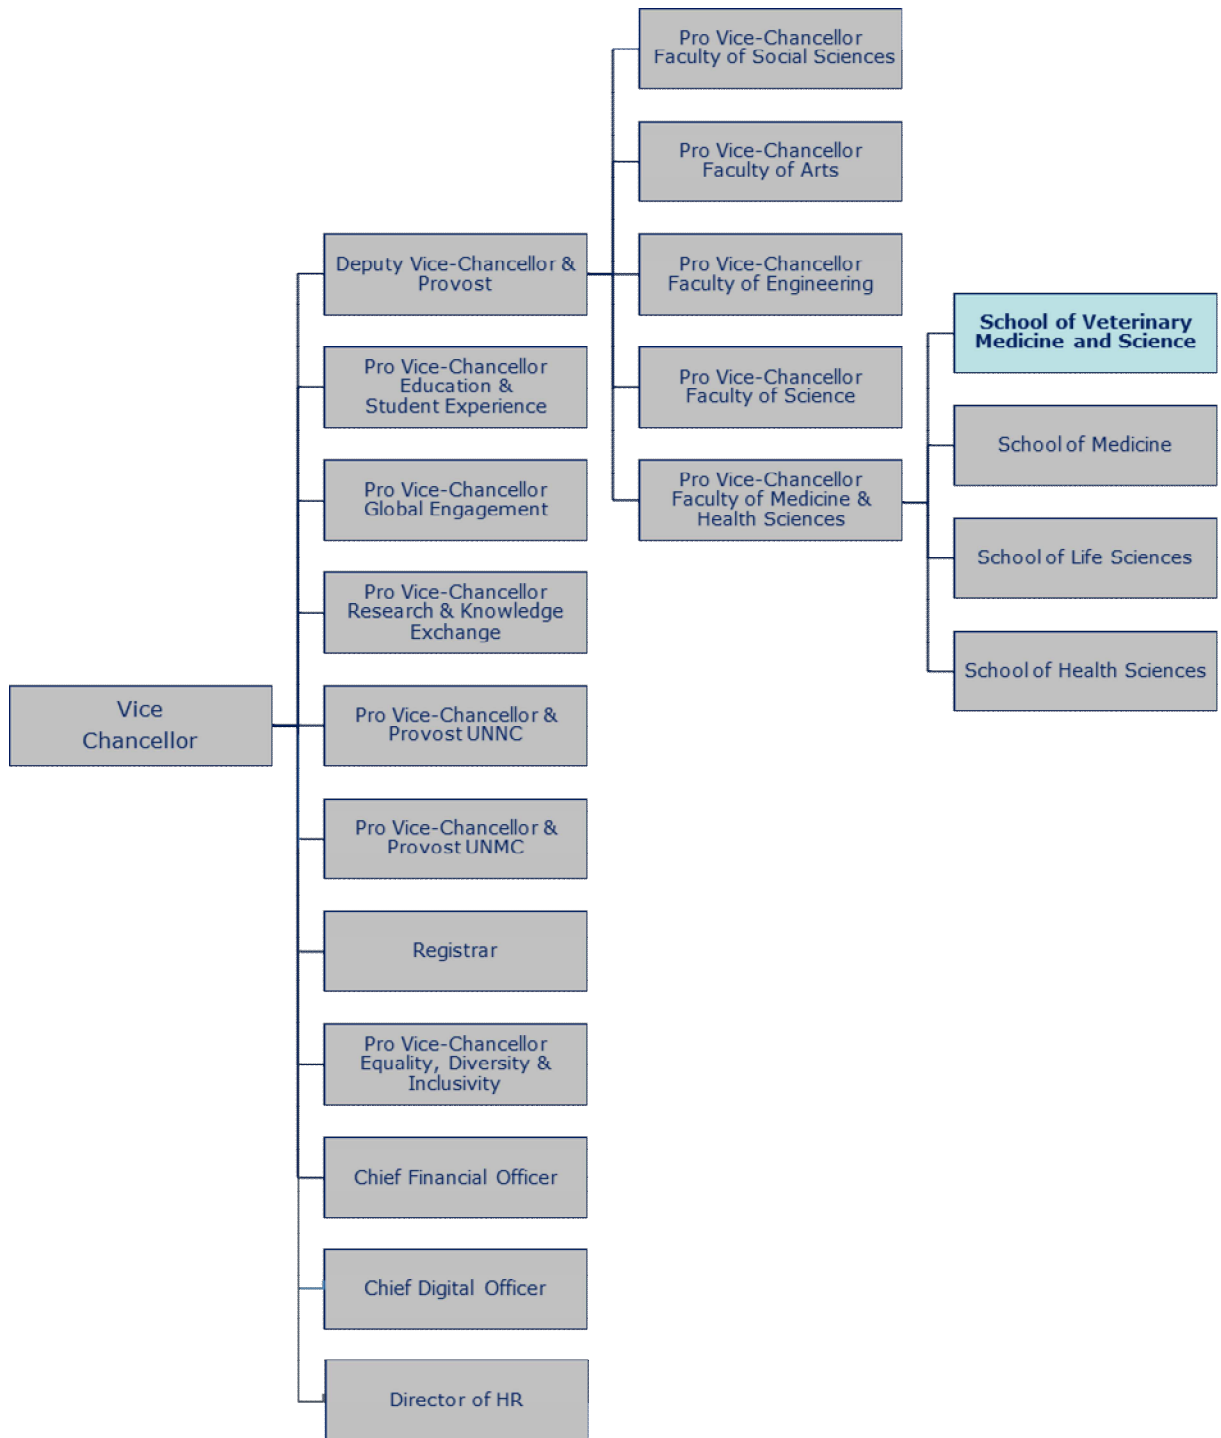 Vice
Chancellor
Deputy Vice-Chancellor &
Provost
Pro Vice-Chancellor
Education &
Student Experience
Pro Vice-Chancellor
Global Engagement
Pro Vice-Chancellor
Research & Knowledge
Exchange
Pro Vice-Chancellor &
Provost UNNC
Pro Vice-Chancellor &
Provost UNMC
Registrar
Pro Vice-Chancellor
Equality, Diversity &
Inclusivity
Chief Financial Officer
Chief Digital Officer
Director of HR
Pro Vice-Chancellor
Faculty of Social Sciences
Pro Vice-Chancellor
Faculty of Arts
Pro Vice-Chancellor
Faculty of Engineering
Pro Vice-Chancellor
Faculty of Science
Pro Vice-Chancellor
Faculty of Medicine &
Health Sciences
School of Veterinary
Medicine and Science
School of Medicine
School of Life Sciences
School of Health Sciences